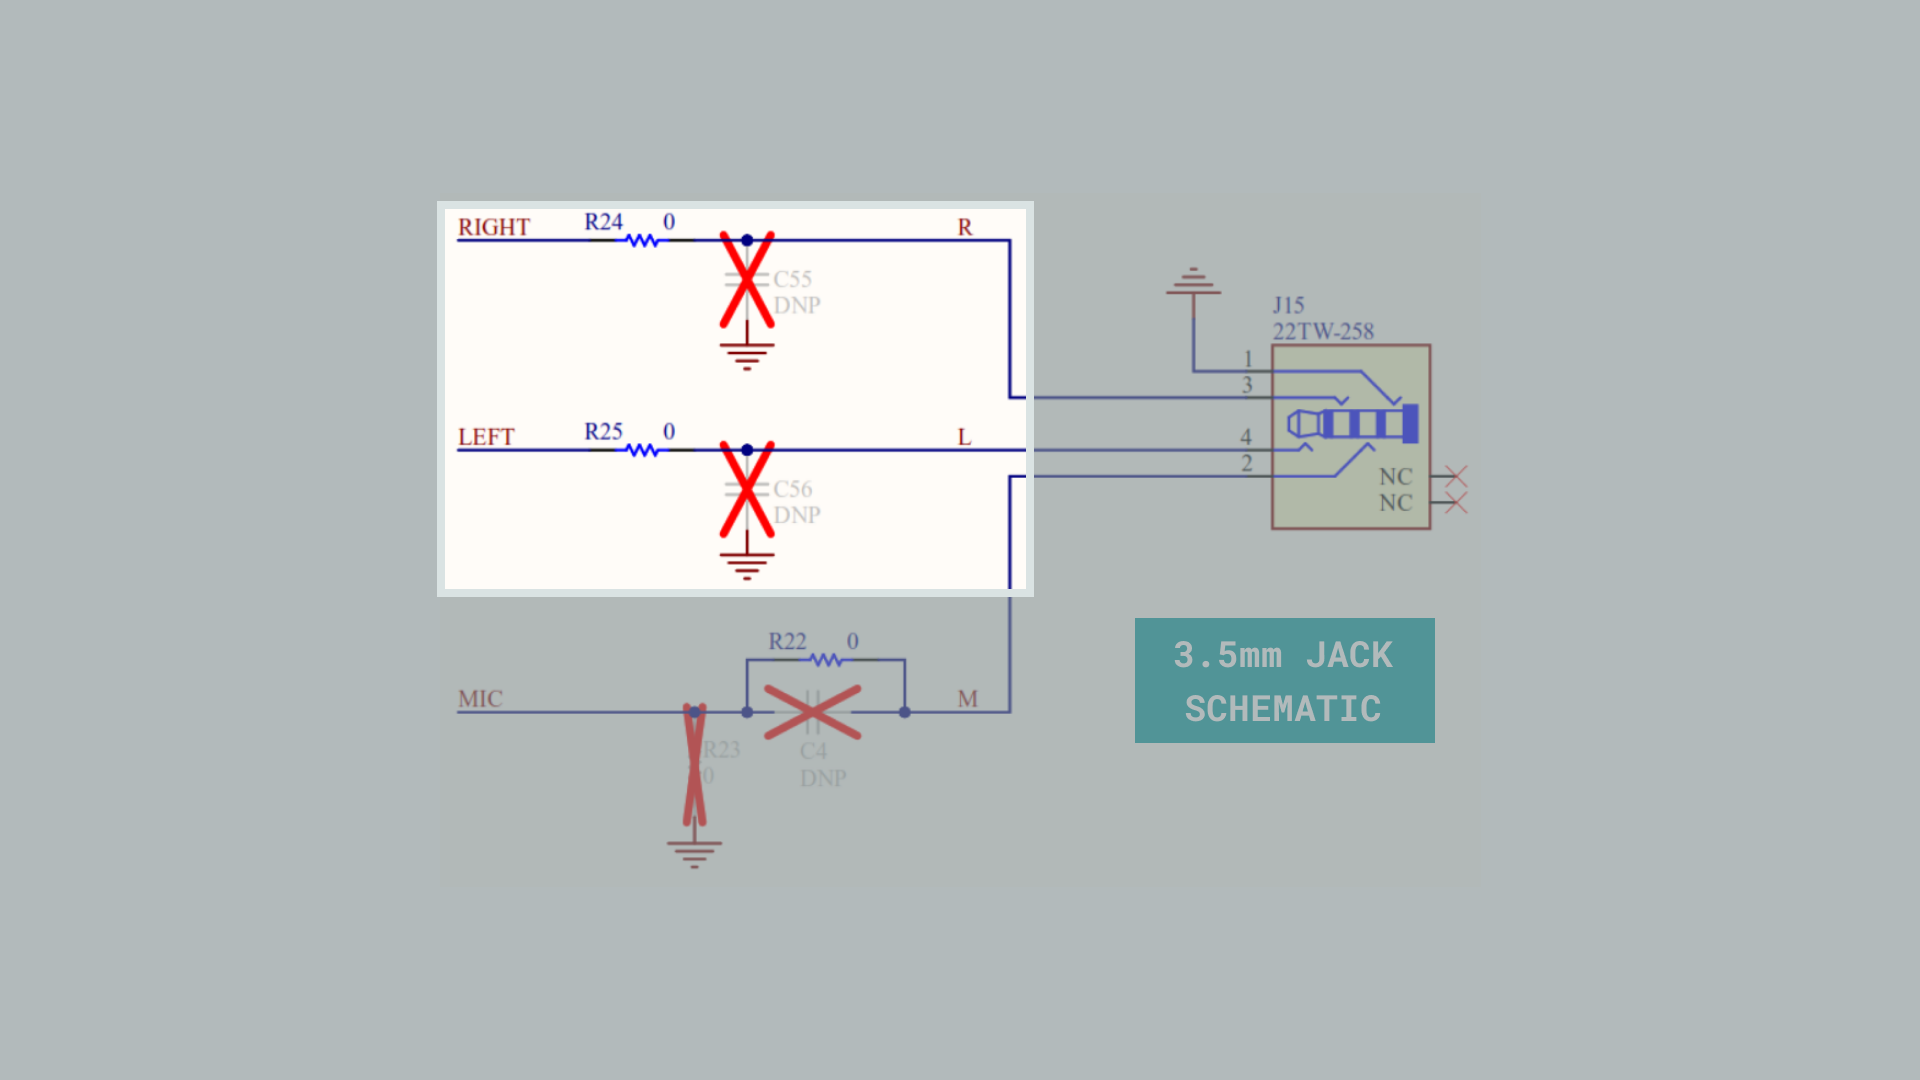 RIGHT R24 0 R
C55
DNP
J15
22TW-258
1
3
LEFT R25 0 L
4
2
C56
DNP
NC
NC
R22 0
MIC M
R23
0
C4
DNP
3.5mm JACK
SCHEMATIC